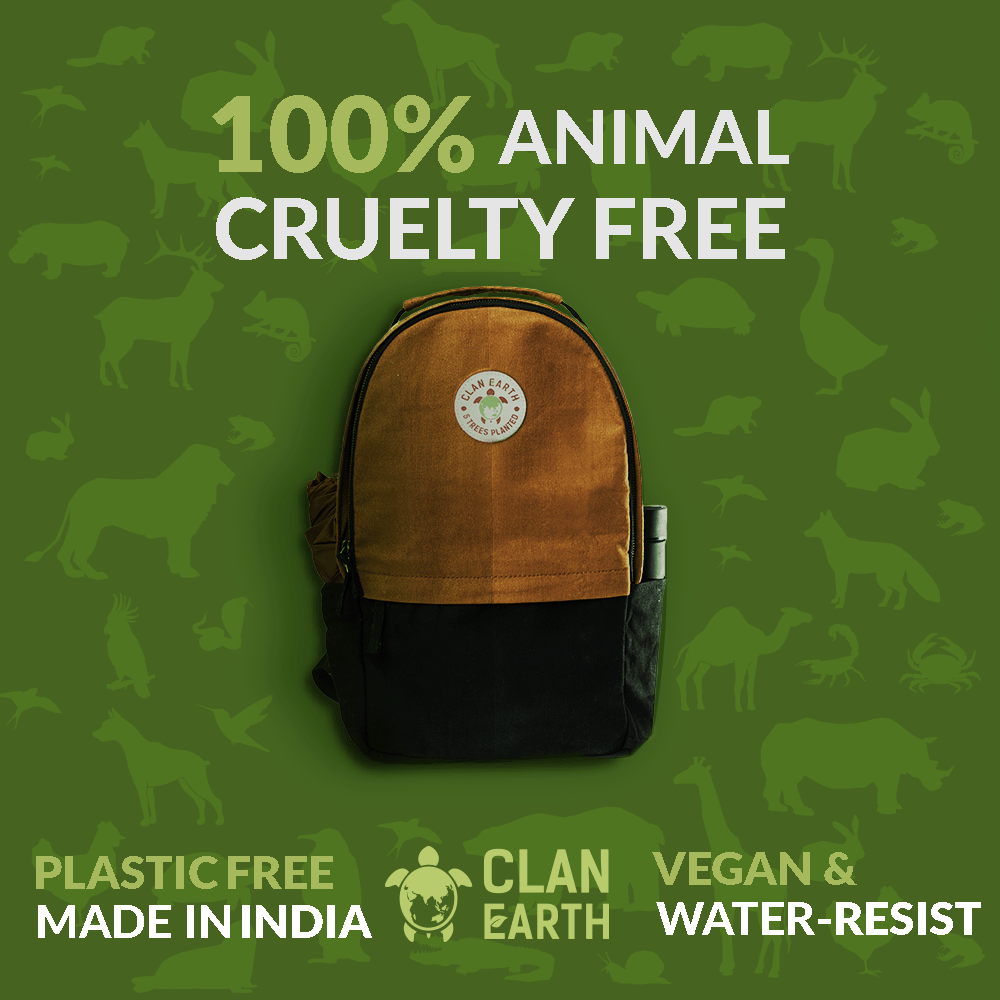 100% ANIMAL
CRUELTY FREE
CLAN EARTH
5 TREES PLANTED
PLASTIC FREE
MADE IN INDIA
CLAN
EARTH
VEGAN &
WATER-RESIST